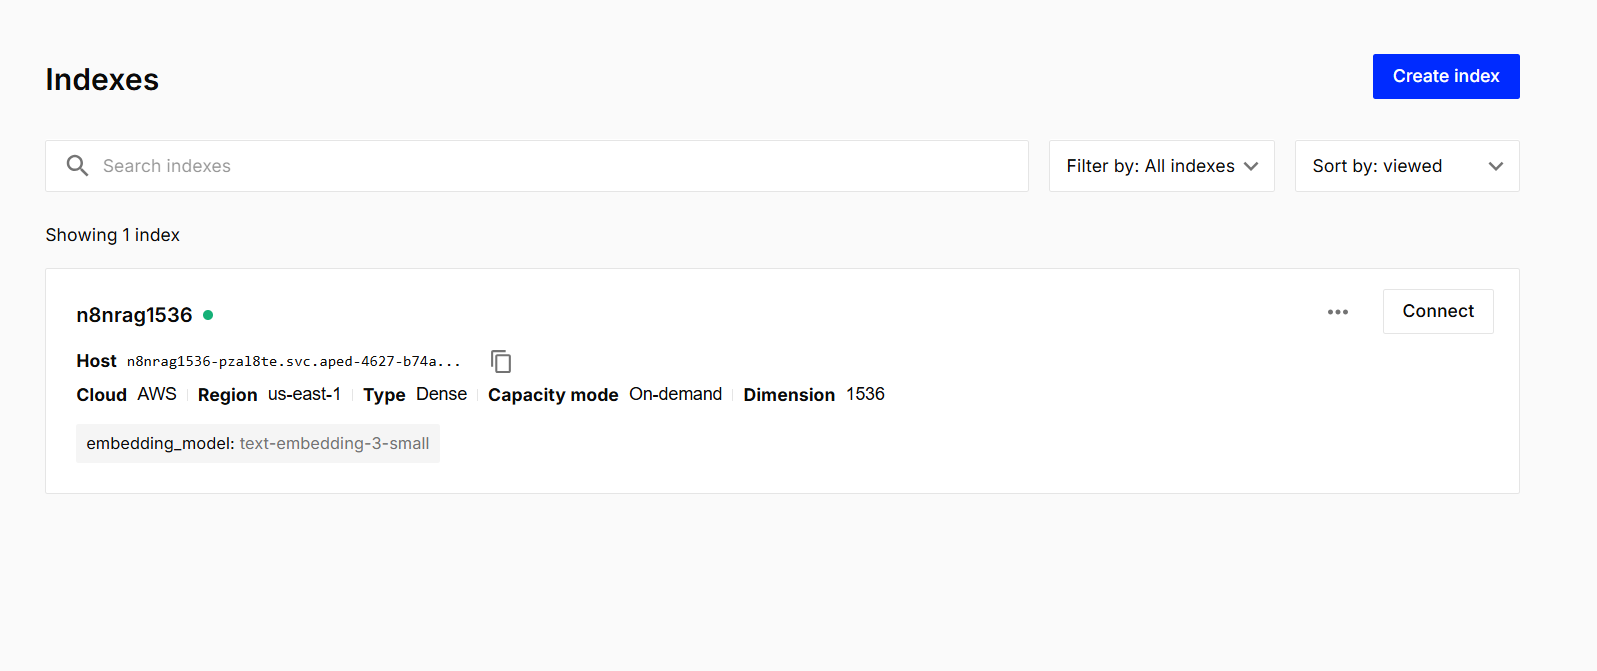 Indexes
Create index
Search indexes
Filter by: All indexes
Sort by: viewed
Showing 1 index
n8nrag1536
Connect
Host n8nrag1536-pzal8te.svc.aped-4627-b74a...
Cloud AWS Region us-east-1 Type Dense Capacity mode On-demand Dimension 1536
embedding_model: text-embedding-3-small